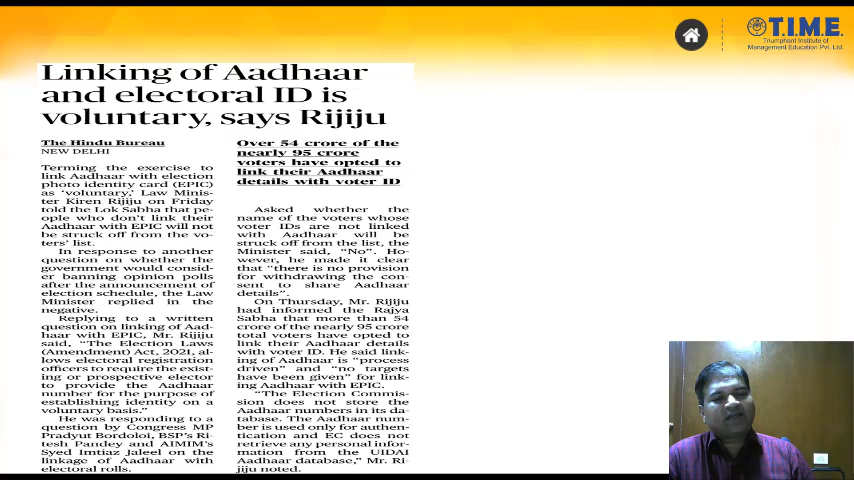 T.I.M.E.
Triumphant Institute of
Management Education Pvt. Ltd.
Linking of Aadhaar
and electoral ID is
voluntary, says Rijiju
The Hindu Bureau
NEW DELHI
Terming the exercise to
link Aadhaar with election
photo identity card (EPIC)
as ‘voluntary,’ Law Minis-
ter Kiren Rijiju on Friday
told the Lok Sabha that peo-
ple who don’t link their
Aadhaar with EPIC will not
be struck off from the vo-
ters’ list.
In response to another
question on whether the
government would consid-
er banning opinion polls
after the announcement of
election schedule, the Law
Minister replied in the
negative.
Replying to a written
question on linking of Aad-
haar with EPIC, Mr. Rijiju
said, “The Election Laws
(Amendment) Act, 2021, al-
lows electoral registration
officers to require the exist-
ing or prospective elector
to provide the Aadhaar
number for the purpose of
establishing identity on a
voluntary basis.”
He was responding to a
question by Congress MP
Pradyut Bordoloi, BSP’s Ri-
tesh Pandey and AIMIM’s
Syed Imtiaz Jaleel on the
linkage of Aadhaar with
electoral rolls.
Over 54 crore of the
nearly 95 crore
voters have opted to
link their Aadhaar
details with voter ID
Asked whether the
name of the voters whose
voter IDs are not linked
with Aadhaar will be
struck off from the list, the
Minister said, “No”. Ho-
wever, he made it clear
that “there is no provision
for withdrawing the con-
sent to share Aadhaar
details”.
On Thursday, Mr. Rijiju
had informed the Rajya
Sabha that more than 54
crore of the nearly 95 crore
total voters have opted to
link their Aadhaar details
with voter ID. He said link-
ing of Aadhaar is “process
driven” and “no targets
have been given” for link-
ing Aadhaar with EPIC.
“The Election Commis-
sion does not store the
Aadhaar numbers in its da-
tabase. The Aadhaar num-
ber is used only for authen-
tication and EC does not
retrieve any personal infor-
mation from the UIDAI
Aadhaar database,” Mr. Ri-
jiju noted.